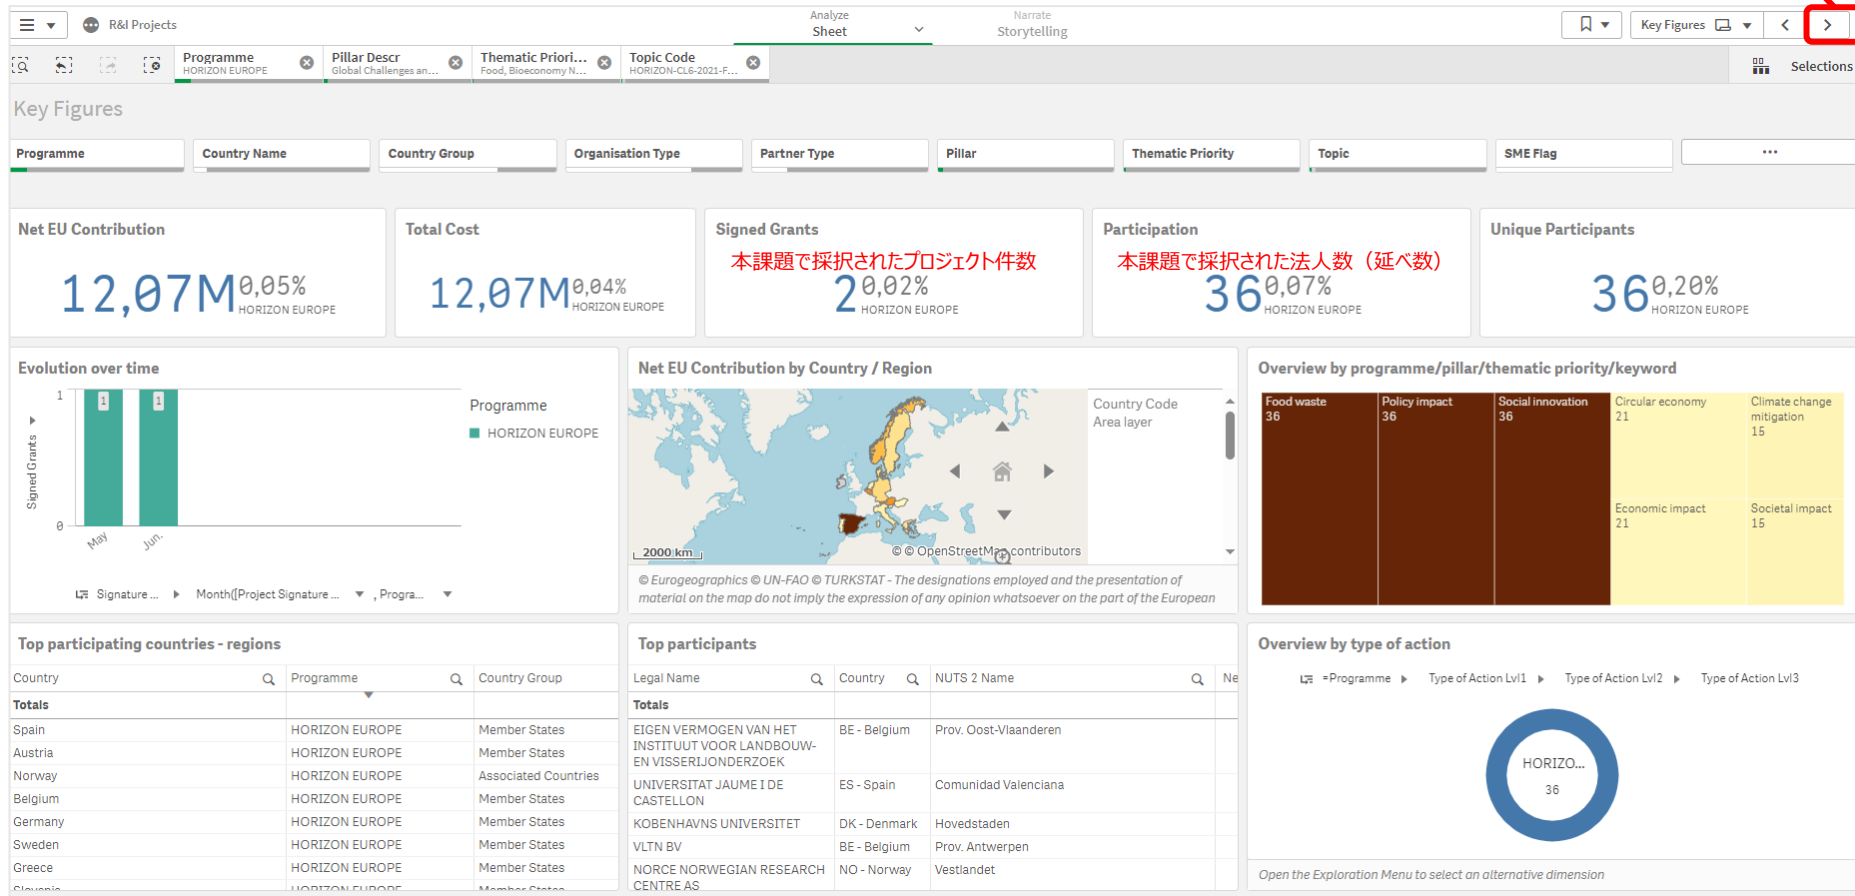 R&I Projects
Analyze
Sheet
Narrate
Storytelling
Key Figures
Programme
HORIZON EUROPE
Pillar Descr
Global Challenges an...
Thematic Priori...
Food, Bioeconomy N...
Topic Code
HORIZON-CL6-2021-F...
Selections
Key Figures
Programme
Country Name
Country Group
Organisation Type
Partner Type
Pillar
Thematic Priority
Topic
SME Flag
...
Net EU Contribution
12,07M
0,05%
HORIZON EUROPE
Total Cost
12,07M
0,04%
HORIZON EUROPE
Signed Grants
本課題で採択されたプロジェクト件数
2
0,02%
HORIZON EUROPE
Participation
本課題で採択された法人数（延べ数）
36
0,07%
HORIZON EUROPE
Unique Participants
36
0,20%
HORIZON EUROPE
Evolution over time
Signed Grants
1
0
1
1
May
Jun.
Programme
HORIZON EUROPE
Signature ...
Month([Project Signature ...
, Progra...
Net EU Contribution by Country / Region
Country Code
Area layer
2000 km
© © OpenStreetMap contributors
© Eurogeographics © UN-FAO © TURKSTAT - The designations employed and the presentation of
material on the map do not imply the expression of any opinion whatsoever on the part of the European
Overview by programme/pillar/thematic priority/keyword
Food waste
36
Policy impact
36
Social innovation
36
Circular economy
21
Climate change
mitigation
15
Economic impact
21
Societal impact
15
Top participating countries - regions
Country
Programme
Country Group
Totals
Spain HORIZON EUROPE Member States
Austria HORIZON EUROPE Member States
Norway HORIZON EUROPE Associated Countries
Belgium HORIZON EUROPE Member States
Germany HORIZON EUROPE Member States
Sweden HORIZON EUROPE Member States
Greece HORIZON EUROPE Member States
Slovenia HORIZON EUROPE Member States
Top participants
Legal Name
Country
NUTS 2 Name
Ne
Totals
EIGEN VERMOGEN VAN HET BE - Belgium Prov. Oost-Vlaanderen
INSTITUUT VOOR LANDBOUW-
EN VISSERIJONDERZOEK
UNIVERSITAT JAUME I DE ES - Spain Comunidad Valenciana
CASTELLON
KOBENHAVNS UNIVERSITET DK - Denmark Hovedstaden
VLTN BV BE - Belgium Prov. Antwerpen
NORCE NORWEGIAN RESEARCH NO - Norway Vestlandet
CENTRE AS
Overview by type of action
=Programme
Type of Action Lvl1
Type of Action Lvl2
Type of Action Lvl3
HORIZO...
36
Open the Exploration Menu to select an alternative dimension